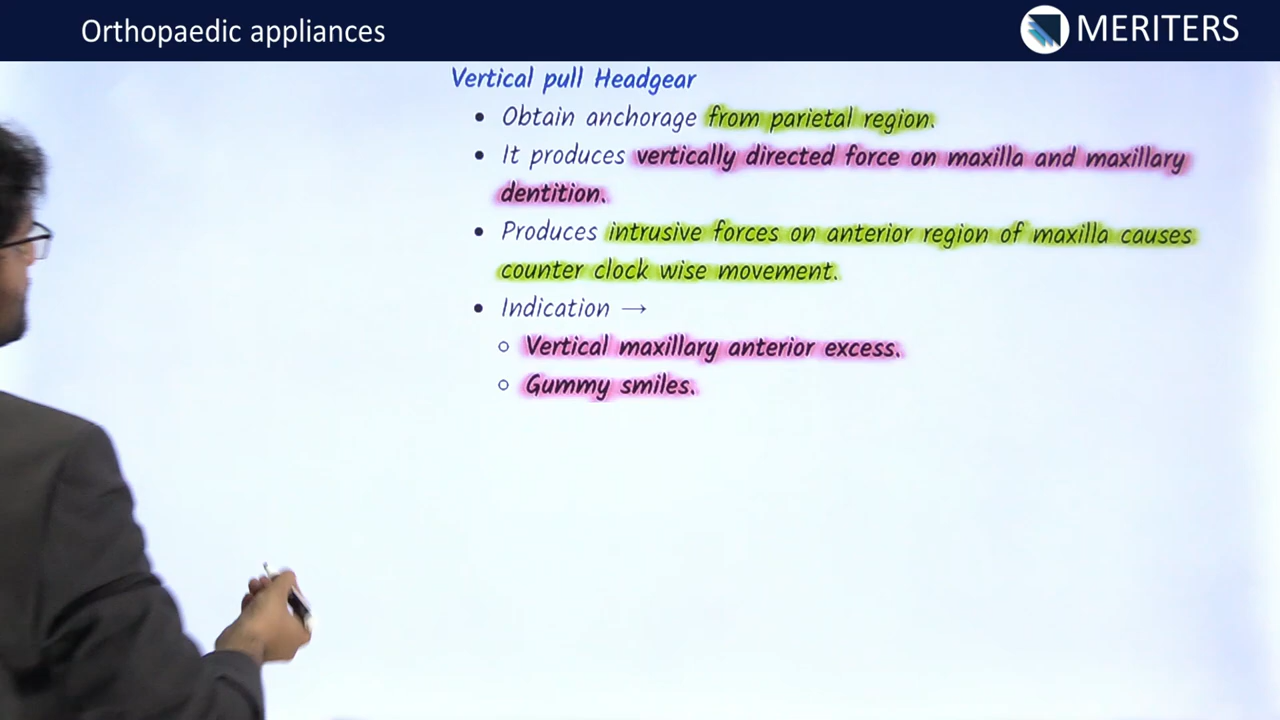 Orthopaedic appliances
MERITERS
Vertical pull Headgear
• Obtain anchorage from parietal region.
• It produces vertically directed force on maxilla and maxillary
dentition.
• Produces intrusive forces on anterior region of maxilla causes
counter clock wise movement.
• Indication →
○ Vertical maxillary anterior excess.
○ Gummy smiles.